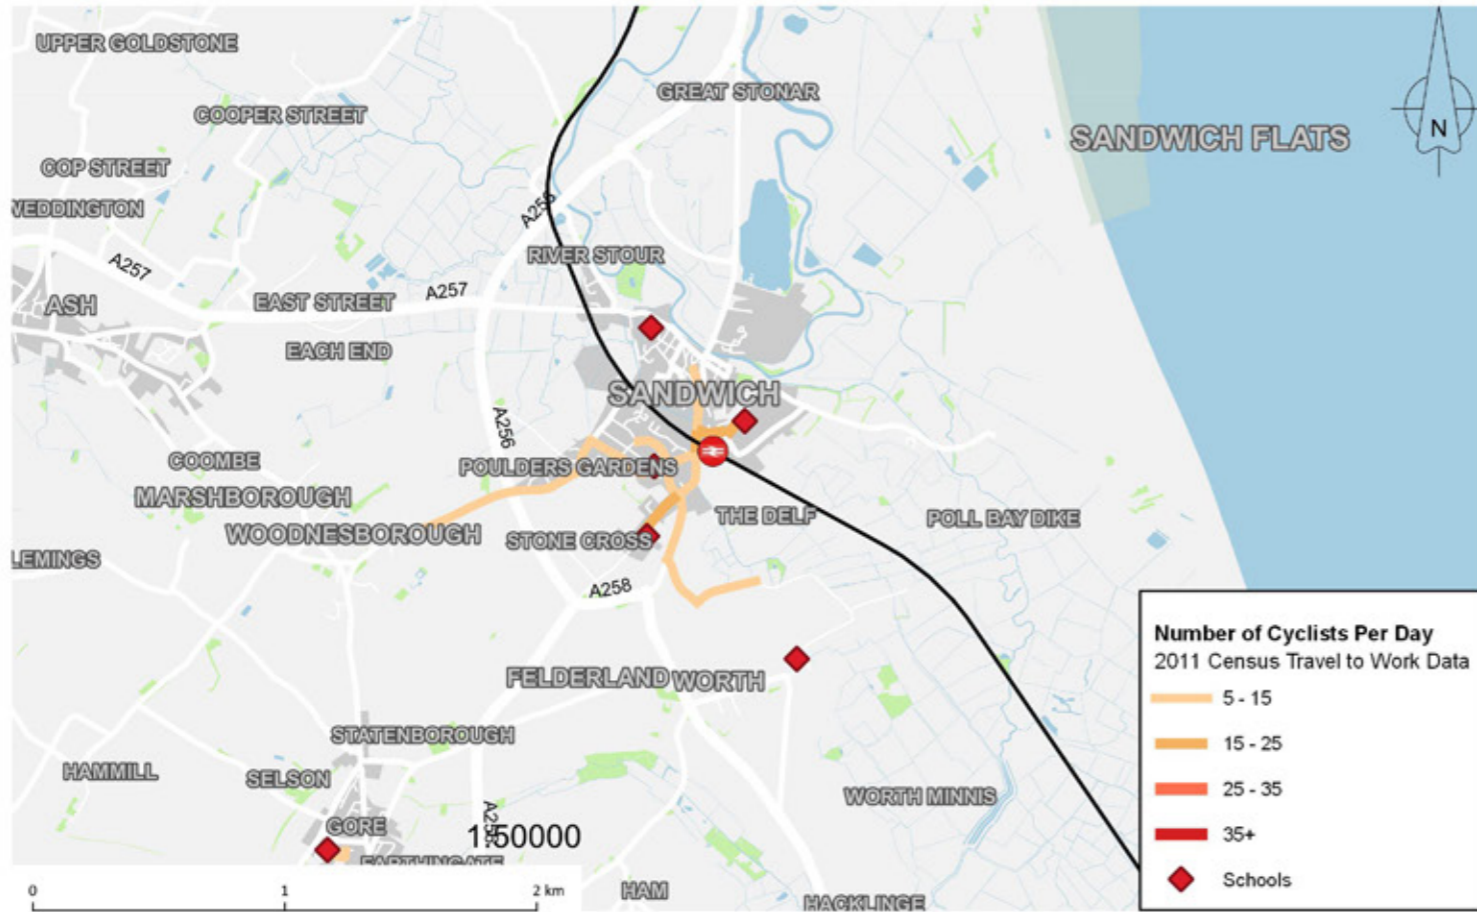 UPPER GOLDSTONE
GREAT STONAR
COOPER STREET
SANDWICH FLATS
N
COP STREET
WEDDINGTON
A256
RIVER STOUR
A257
ASH
EAST STREET
A257
EACH END
SANDWICH
A256
COOMBE
POULDERS GARDENS
MARSHBOROUGH
WOODNESBOROUGH
STONE CROSS
THE DELF
POLL BAY DIKE
LEMINGS
A258
FELDERLAND
WORTH
STATENBOROUGH
HAMMILL
SELSON
WORTH MINNIS
GORE
1:50000
EARTHINGATE
HAM
HACKLINGE
0 1 2 km
Number of Cyclists Per Day
2011 Census Travel to Work Data
5 - 15
15 - 25
25 - 35
35+
Schools